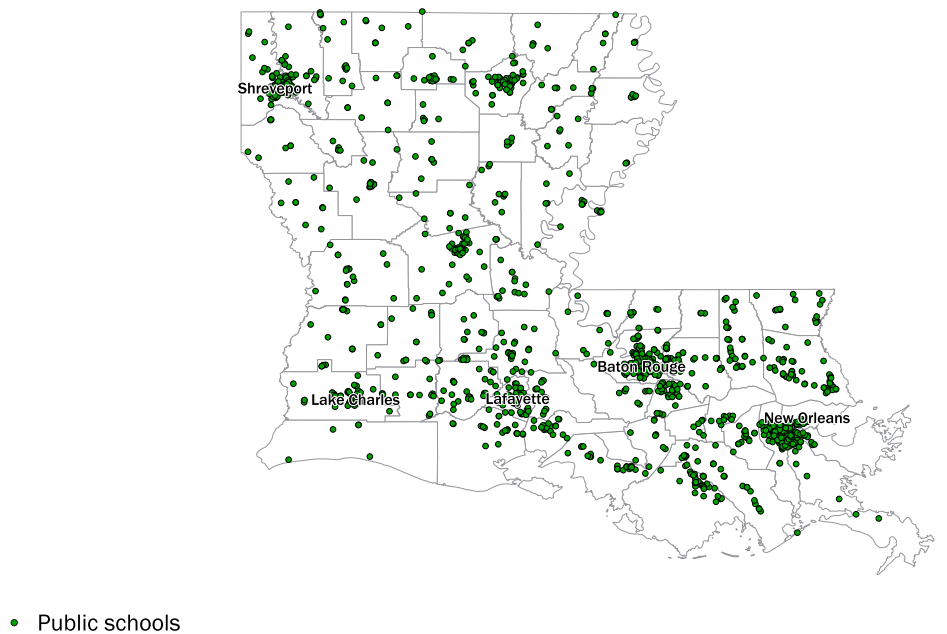 Shreveport
Baton Rouge
Lake Charles
Lafayette
New Orleans
Public schools